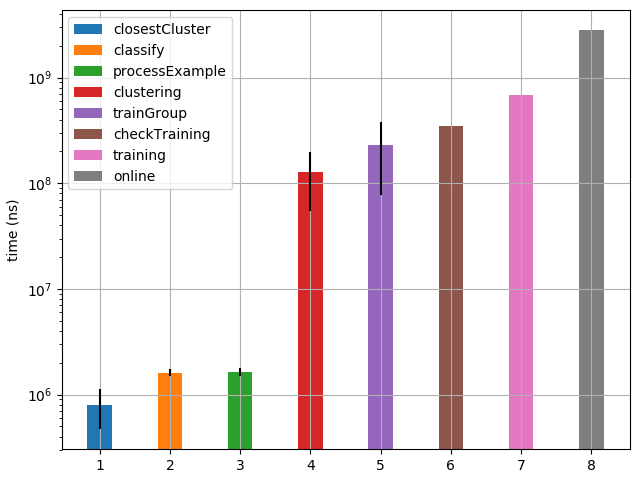 closestCluster
classify
processExample
clustering
trainGroup
checkTraining
training
online
time (ns)
10⁹
10⁸
10⁷
10⁶
1 2 3 4 5 6 7 8